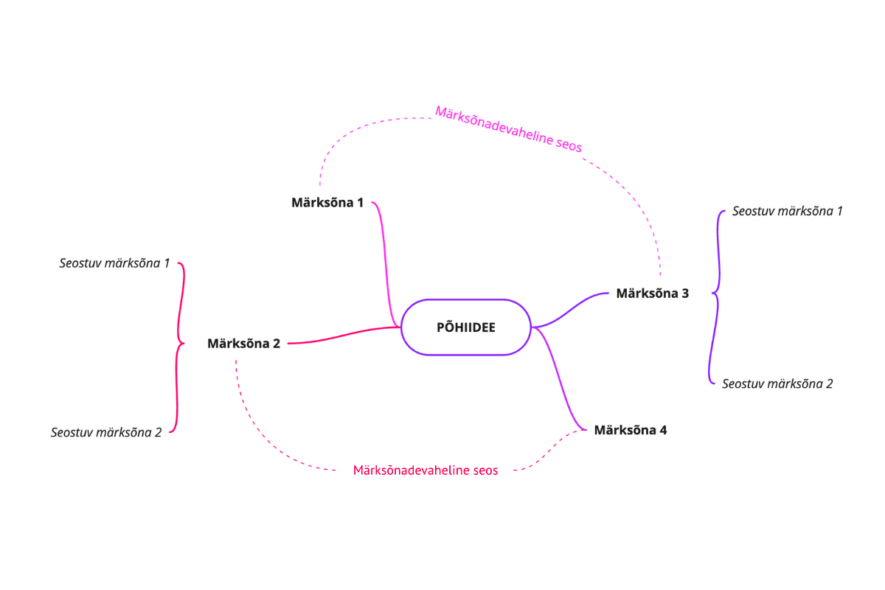 Märksõnadevaheline seos
Märksõna 1
Seostuv märksõna 1
Seostuv märksõna 1
Märksõna 3
PÕHIIDEE
Märksõna 2
Seostuv märksõna 2
Märksõna 4
Seostuv märksõna 2
Märksõnadevaheline seos